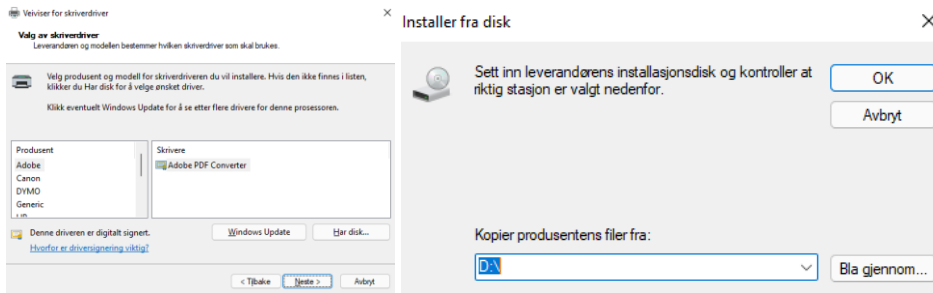 Veiviser for skriverdriver
Valg av skriverdriver
Leverandøren og modellen bestemmer hvilken skriverdriver som skal brukes.
Velg produsent og modell for skriverdriveren du vil installere. Hvis den ikke finnes i listen,
klikker du Har disk for å velge ønsket driver.
Klikk eventuelt Windows Update for å se etter flere drivere for denne prosessoren.
Produsent
Adobe
Canon
DYMO
Generic
Skrivere
Adobe PDF Converter
Denne driveren er digitalt signert.
Hvorfor er driversignering viktig?
Windows Update
Har disk...
< Tilbake
Neste >
Avbryt
Installer fra disk
Sett inn leverandørens installasjonsdisk og kontroller at
riktig stasjon er valgt nedenfor.
OK
Avbryt
Kopier produsentens filer fra:
D:\
Bla gjennom...